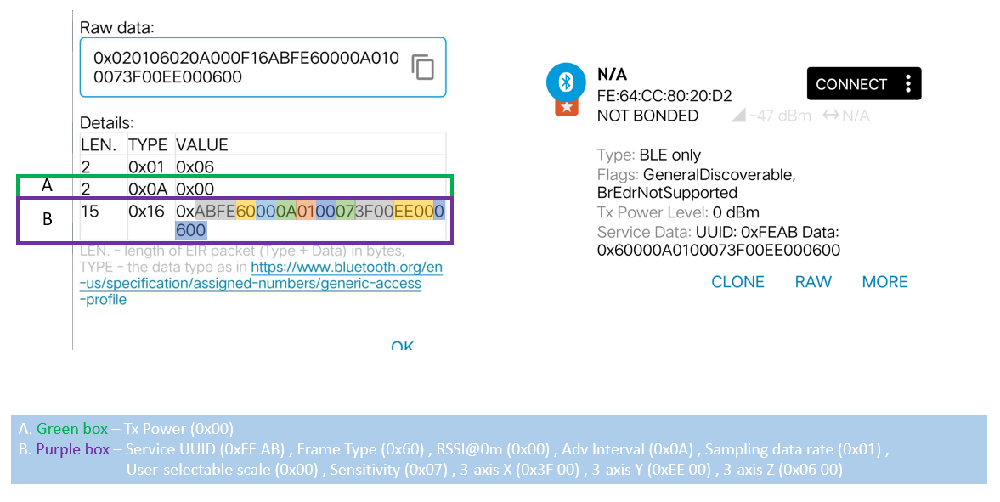 Raw data:
0x020106020A000F16ABFE60000A010
0073F00EE000600
Details:
LEN. TYPE VALUE
2 0x01 0x06
A 2 0x0A 0x00
B 15 0x16 0xABFE60000A0100073F00EE000
600
LEN. - length of EIR packet (Type + Data) in bytes,
TYPE - the data type as in https://www.bluetooth.org/en
-us/specification/assigned-numbers/generic-access
-profile
OK
N/A
FE:64:CC:80:20:D2
CONNECT
NOT BONDED -47 dBm N/A
Type: BLE only
Flags: GeneralDiscoverable,
BrEdrNotSupported
Tx Power Level: 0 dBm
Service Data: UUID: 0xFEAB Data:
0x60000A0100073F00EE000600
CLONE RAW MORE
A. Green box – Tx Power (0x00)
B. Purple box – Service UUID (0xFE AB) , Frame Type (0x60) , RSSI@0m (0x00) , Adv Interval (0x0A) , Sampling data rate (0x01) ,
User-selectable scale (0x00) , Sensitivity (0x07) , 3-axis X (0x3F 00) , 3-axis Y (0xEE 00) , 3-axis Z (0x06 00)